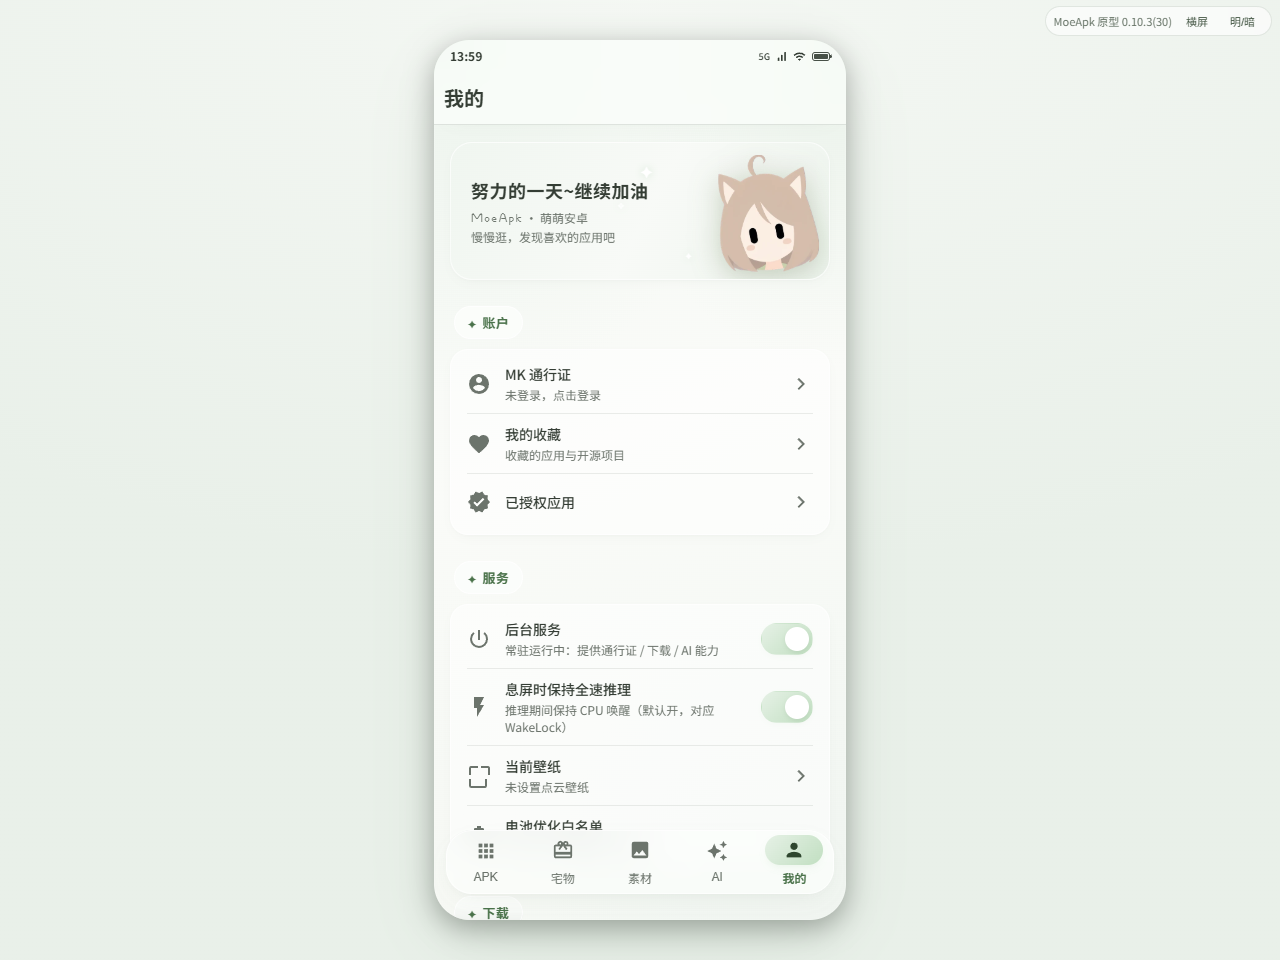 MoeApk 原型 0.10.3(30) 横屏 明/暗
13:59 5G
我的
努力的一天~继续加油
MoeApk • 萌萌安卓
慢慢逛，发现喜欢的应用吧
账户
MK 通行证
未登录，点击登录
我的收藏
收藏的应用与开源项目
已授权应用
服务
后台服务
常驻运行中：提供通行证 / 下载 / AI 能力
息屏时保持全速推理
推理期间保持 CPU 唤醒（默认开，对应
WakeLock）
当前壁纸
未设置点云壁纸
电池优化白名单
APK 宅物 素材 AI 我的
下载